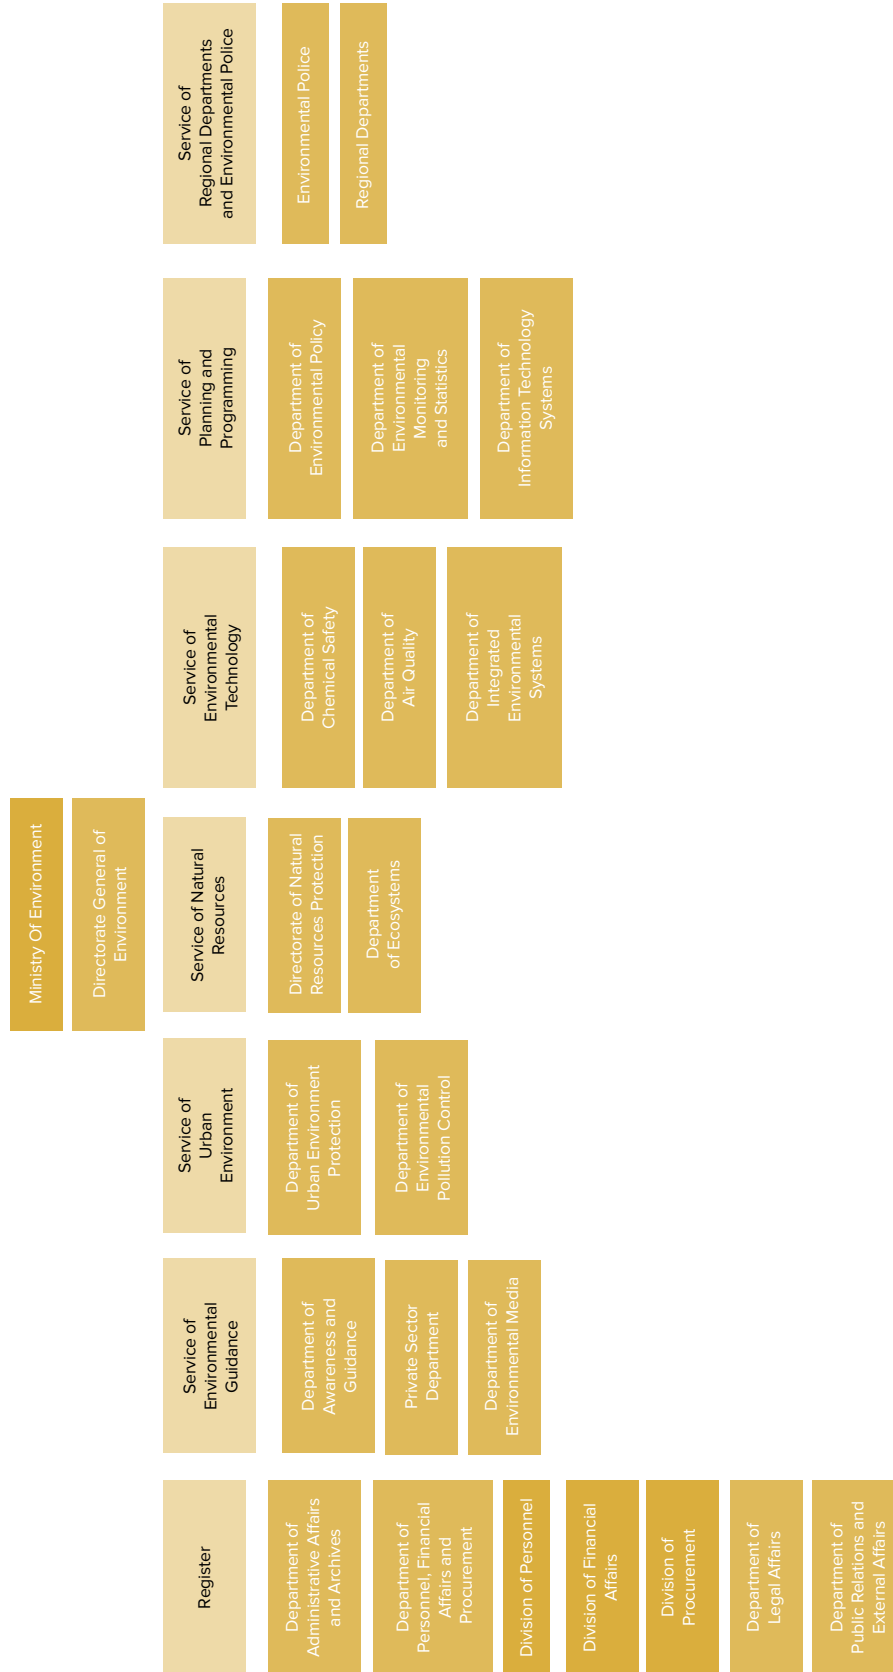 Ministry Of Environment
Directorate General of
Environment
Register
Department of
Administrative Affairs
and Archives
Department of
Personnel, Financial
Affairs and
Procurement
Division of Personnel
Division of Financial
Affairs
Division of
Procurement
Department of
Legal Affairs
Department of
Public Relations and
External Affairs
Service of
Environmental
Guidance
Department of
Awareness and
Guidance
Private Sector
Department
Department of
Environmental Media
Service of
Urban
Environment
Department of
Urban Environment
Protection
Department of
Environmental
Pollution Control
Service of Natural
Resources
Directorate of Natural
Resources Protection
Department
of Ecosystems
Service of
Environmental
Technology
Department of
Chemical Safety
Department of
Air Quality
Department of
Integrated
Environmental
Systems
Service of
Planning and
Programming
Department of
Environmental Policy
Department of
Environmental
Monitoring
and Statistics
Department of
Information Technology
Systems
Service of
Regional Departments
and Environmental Police
Environmental Police
Regional Departments